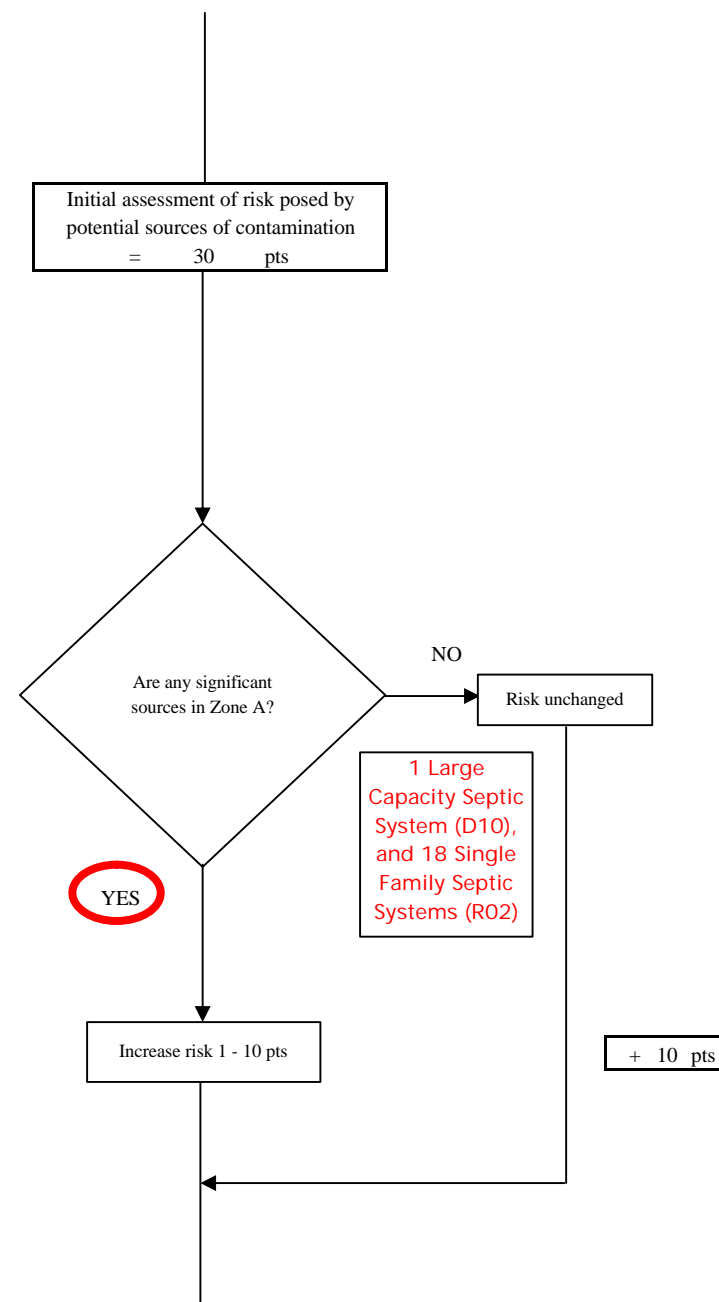 Initial assessment of risk posed by
potential sources of contamination
= 30 pts
NO
Are any significant
sources in Zone A?
Risk unchanged
1 Large
Capacity Septic
System (D10),
and 18 Single
Family Septic
Systems (R02)
YES
Increase risk 1 - 10 pts
+ 10 pts